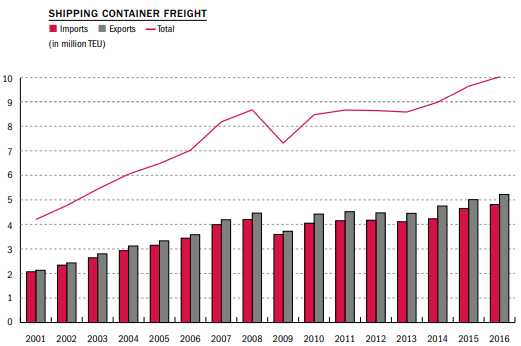 SHIPPING CONTAINER FREIGHT
Imports Exports Total
(in million TEU)
10
9
8
7
6
5
4
3
2
1
0
2001 2002 2003 2004 2005 2006 2007 2008 2009 2010 2011 2012 2013 2014 2015 2016